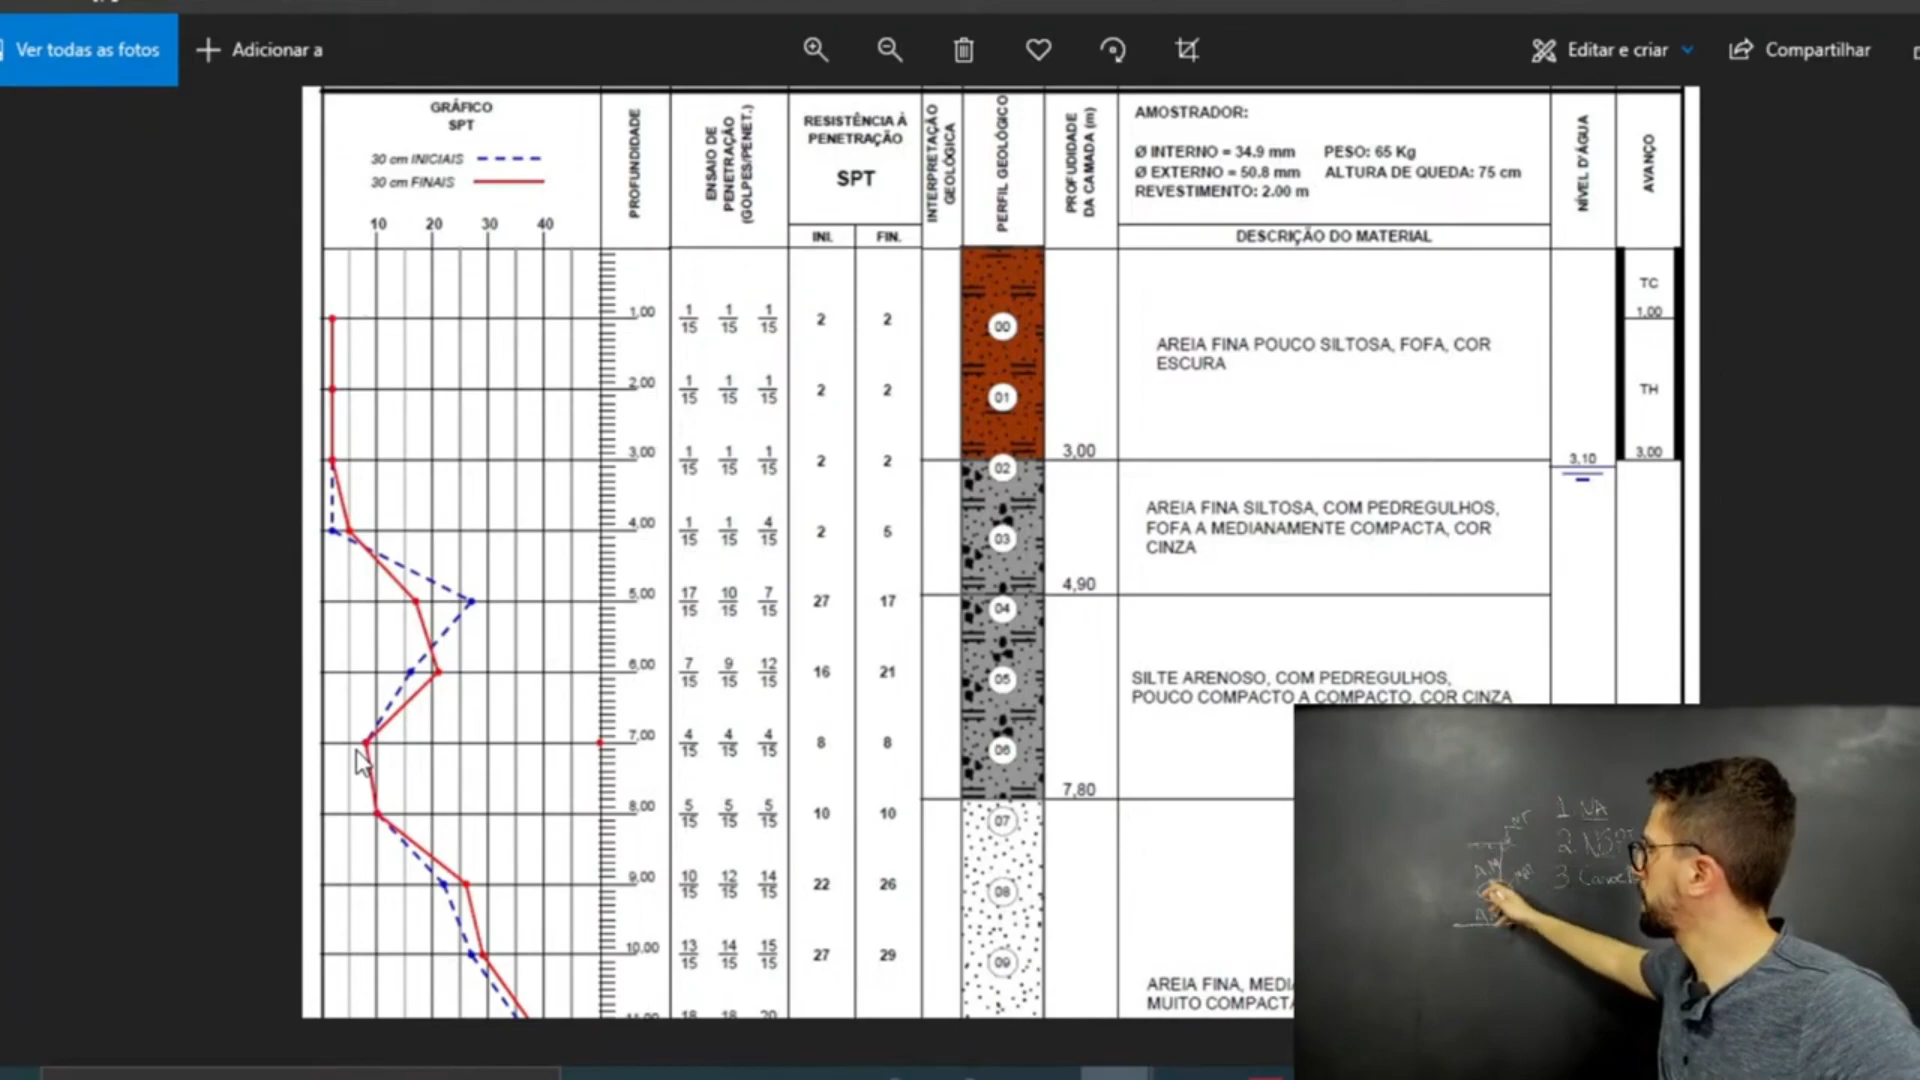 Ver todas as fotos
Adicionar a
Editar e criar
Compartilhar
GRÁFICO
SPT
30 cm INICIAIS
30 cm FINAIS
10 20 30 40
PROFUNDIDADE
ENSAIO DE
PENETRAÇÃO
(GOLPES/PENET.)
RESISTÊNCIA À
PENETRAÇÃO
SPT
INI. FIN.
INTERPRETAÇÃO
GEOLÓGICA
PERFIL GEOLÓGICO
PROFUDIDADE
DA CAMADA (m)
AMOSTRADOR:
Ø INTERNO = 34.9 mm PESO: 65 Kg
Ø EXTERNO = 50.8 mm ALTURA DE QUEDA: 75 cm
REVESTIMENTO: 2.00 m
DESCRIÇÃO DO MATERIAL
NÍVEL D'ÁGUA
AVANÇO
1,00 1/15 1/15 1/15 2 2 00
2,00 1/15 1/15 1/15 2 2 01
3,00 1/15 1/15 1/15 2 2 02
4,00 1/15 1/15 4/15 2 5 03
5,00 17/15 10/15 7/15 27 17 04
6,00 7/15 9/15 12/15 16 21 05
7,00 4/15 4/15 4/15 8 8 06
8,00 5/15 5/15 5/15 10 10 07
9,00 10/15 12/15 14/15 22 26 08
10,00 13/15 14/15 15/15 27 29 09
11,00 18 18 20
3,00
4,90
7,80
AREIA FINA POUCO SILTOSA, FOFA, COR
ESCURA
AREIA FINA SILTOSA, COM PEDREGULHOS,
FOFA A MEDIANAMENTE COMPACTA, COR
CINZA
SILTE ARENOSO, COM PEDREGULHOS,
POUCO COMPACTO A COMPACTO, COR CINZA
AREIA FINA, MEDI
MUITO COMPACTA
3,10
TC
1,00
TH
3,00
1. NA
2.
3